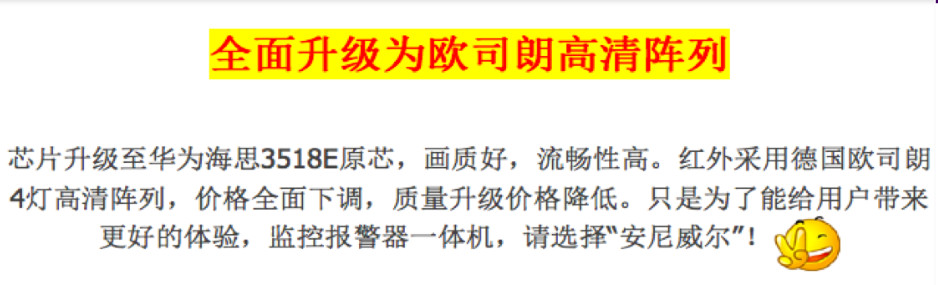 全面升级为欧司朗高清阵列
芯片升级至华为海思3518E原芯，画质好，流畅性高。红外采用德国欧司朗
4灯高清阵列，价格全面下调，质量升级价格降低。只是为了能给用户带来
更好的体验，监控报警器一体机，请选择“安尼威尔”!